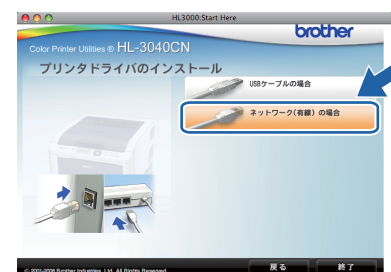 HL3000:Start Here
brother
Color Printer Utilities ® HL-3040CN
プリンタドライバのインストール
USBケーブルの場合
ネットワーク(有線) の場合
© 2001-2008 Brother Industries, Ltd. All Rights Reserved.
戻る
終了